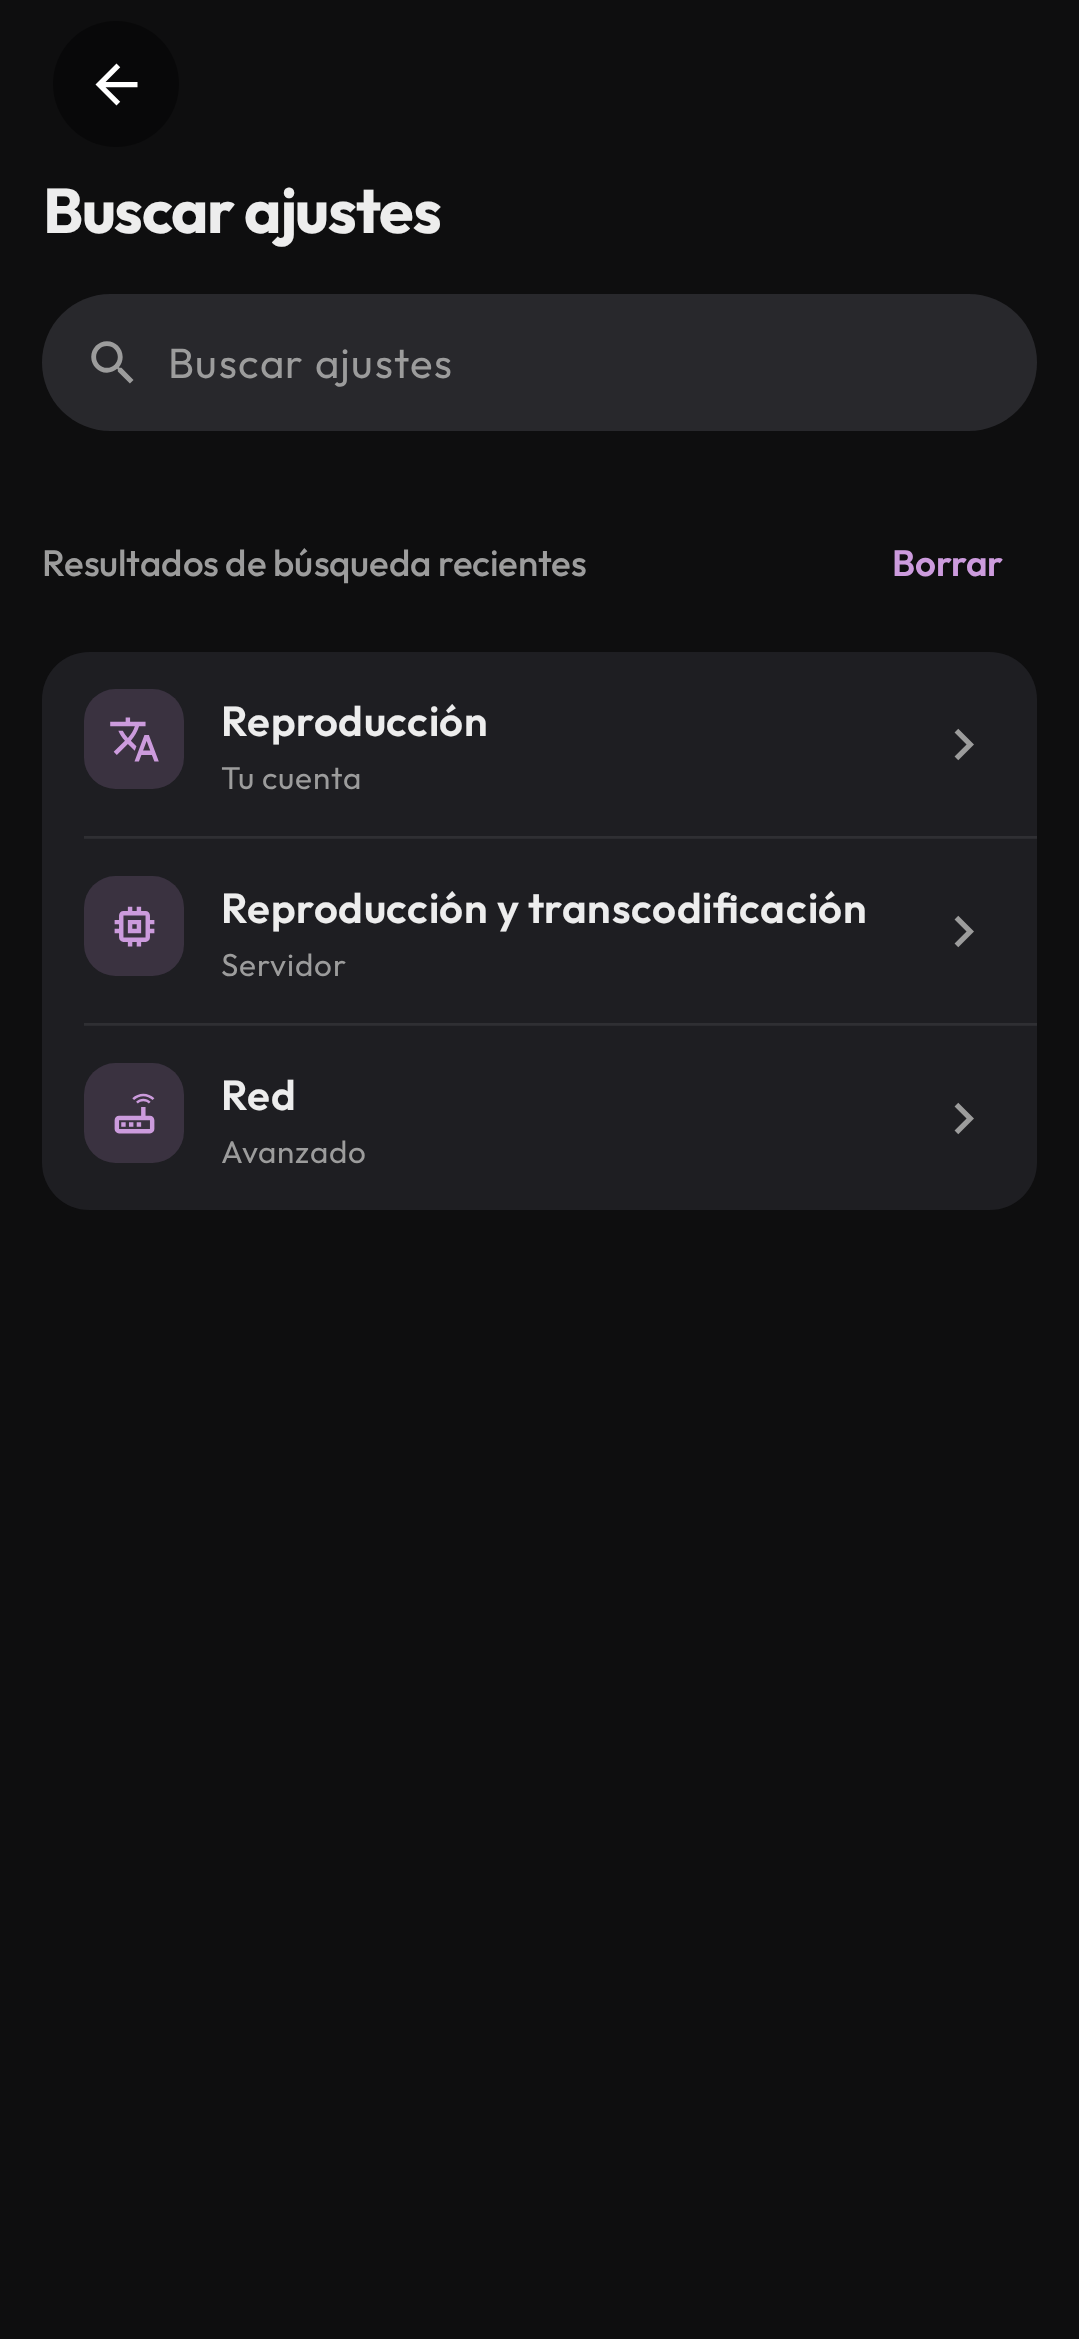 Buscar ajustes
Buscar ajustes
Resultados de búsqueda recientes
Borrar
Reproducción
Tu cuenta
Reproducción y transcodificación
Servidor
Red
Avanzado